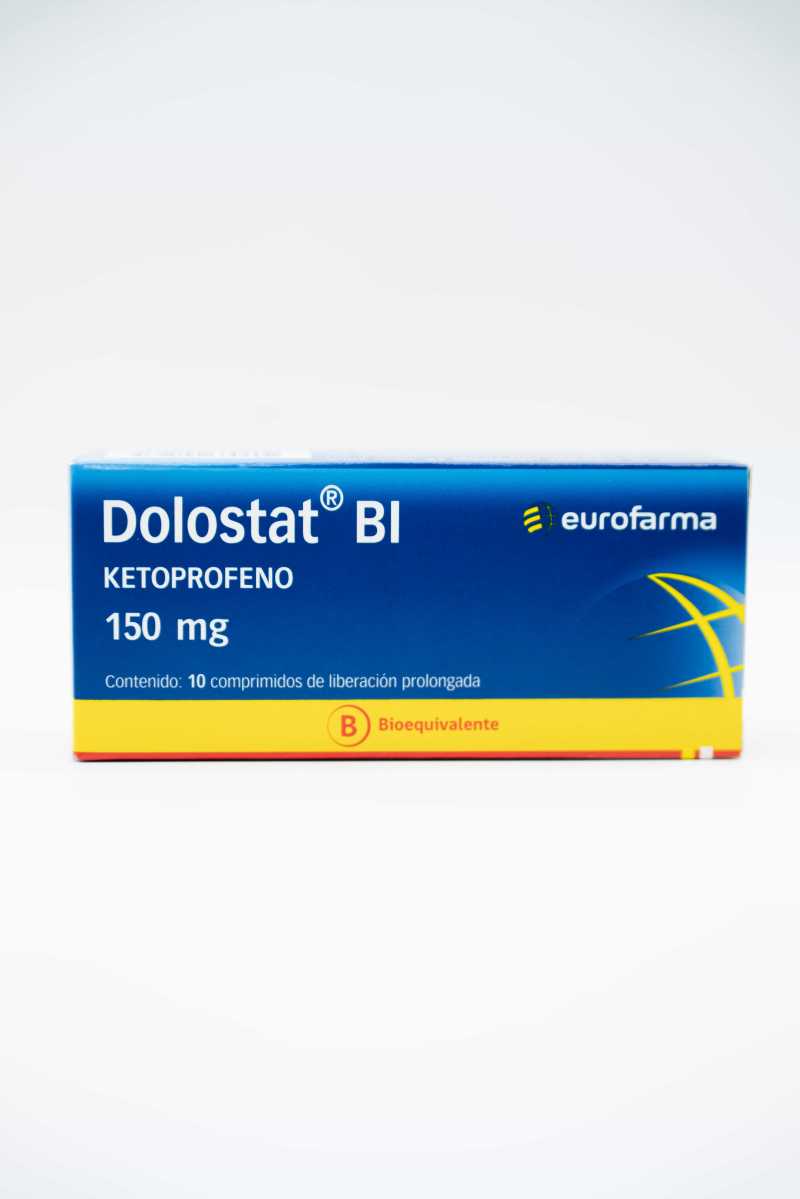 Dolostat® BI
eurofarma
KETOPROFENO
150 mg
Contenido: 10 comprimidos de liberación prolongada
B Bioequivalente